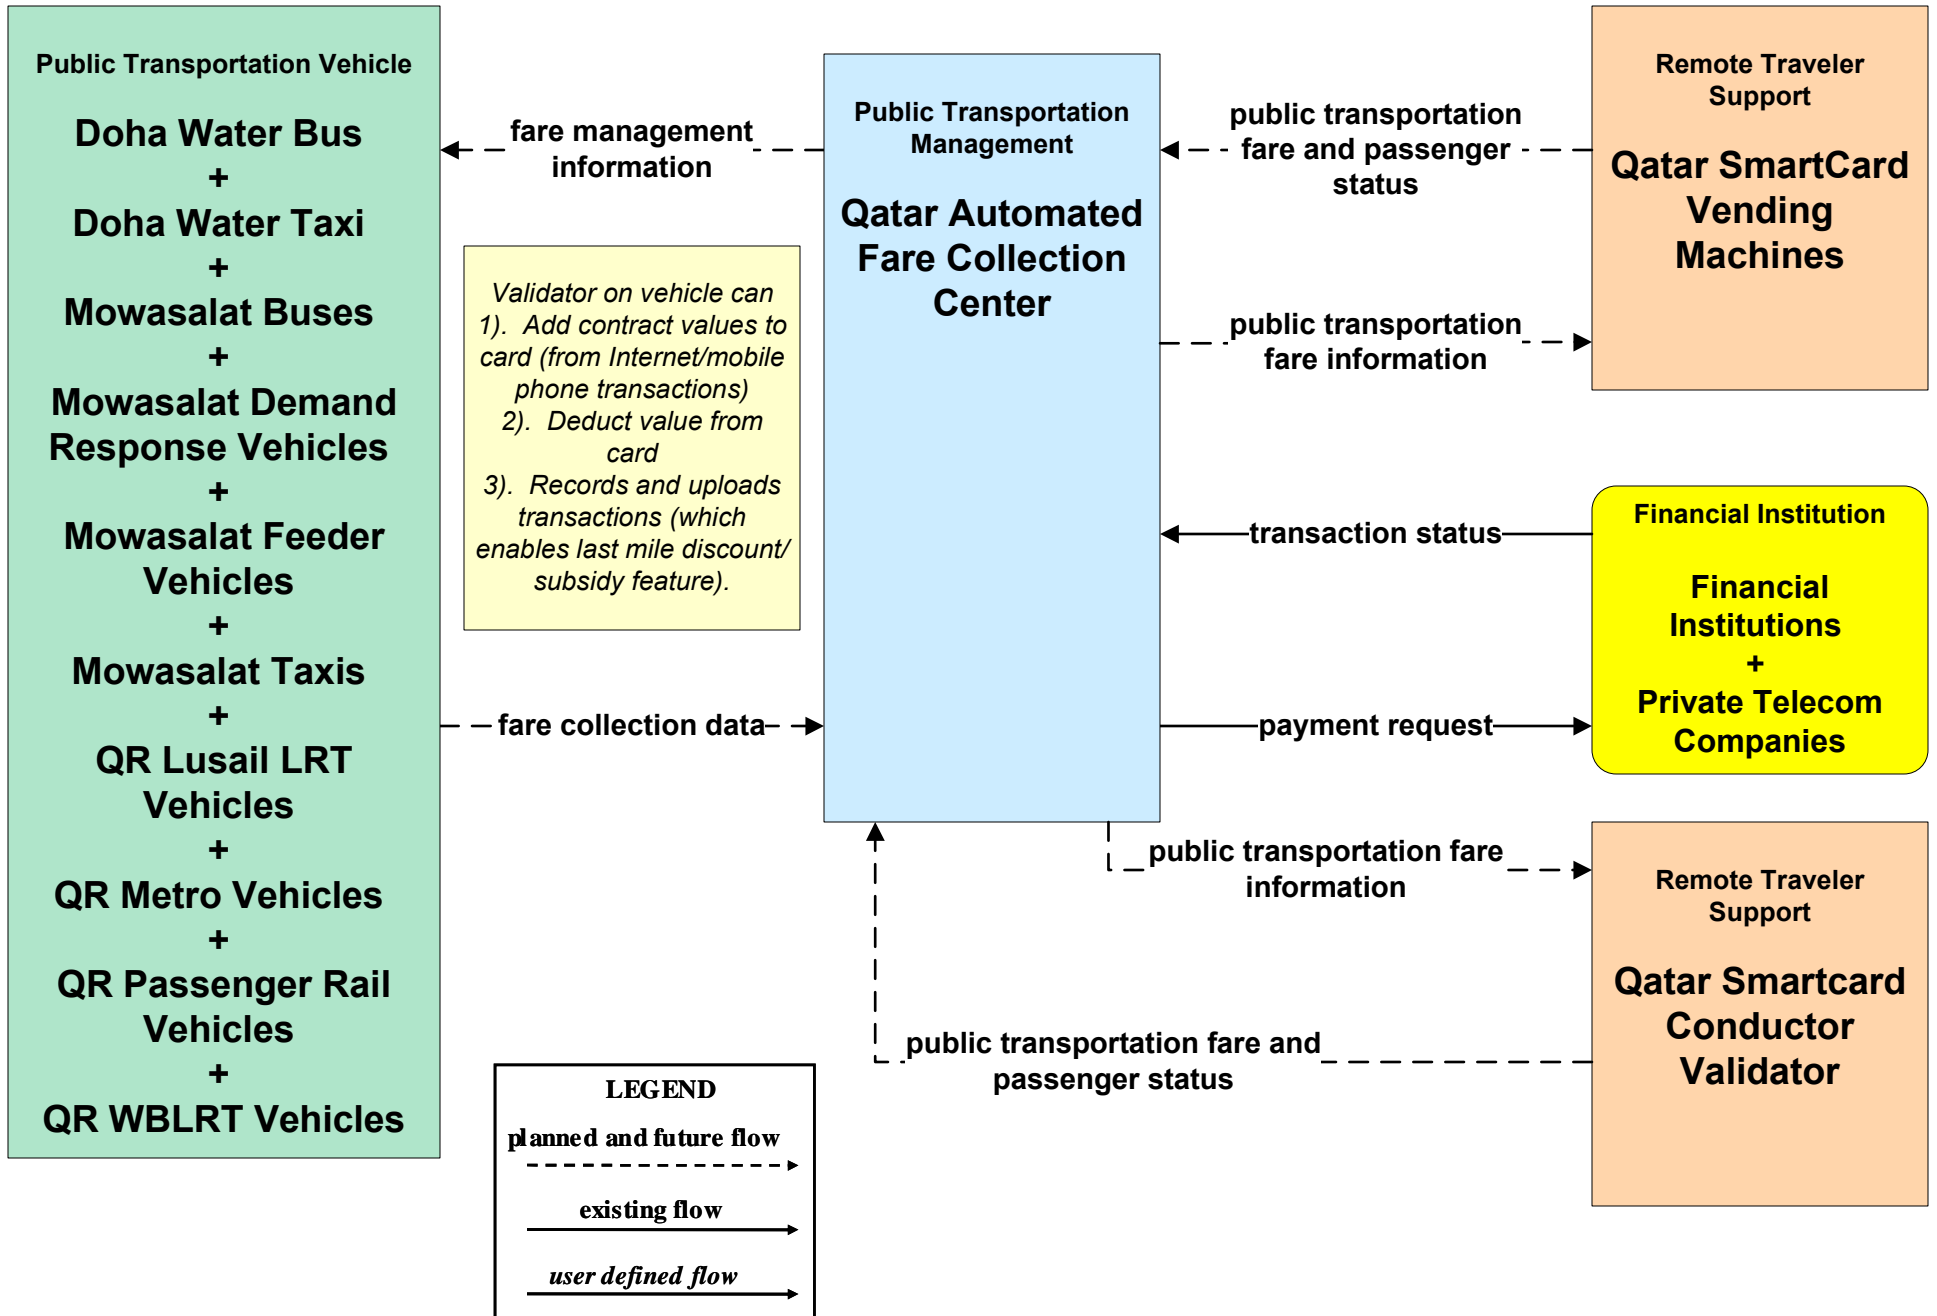 Public Transportation Vehicle
Doha Water Bus
+
Doha Water Taxi
+
Mowasalat Buses
+
Mowasalat Demand
Response Vehicles
+
Mowasalat Feeder
Vehicles
+
Mowasalat Taxis
+
QR Lusail LRT
Vehicles
+
QR Metro Vehicles
+
QR Passenger Rail
Vehicles
+
QR WBLRT Vehicles
fare management
information
Validator on vehicle can
1). Add contract values to
card (from Internet/mobile
phone transactions)
2). Deduct value from
card
3). Records and uploads
transactions (which
enables last mile discount/
subsidy feature).
fare collection data
Public Transportation
Management
Qatar Automated
Fare Collection
Center
public transportation
fare and passenger
status
public transportation
fare information
transaction status
payment request
public transportation fare
information
public transportation fare and
passenger status
Remote Traveler
Support
Qatar SmartCard
Vending
Machines
Financial Institution
Financial
Institutions
+
Private Telecom
Companies
Remote Traveler
Support
Qatar Smartcard
Conductor
Validator
LEGEND
planned and future flow
existing flow
user defined flow